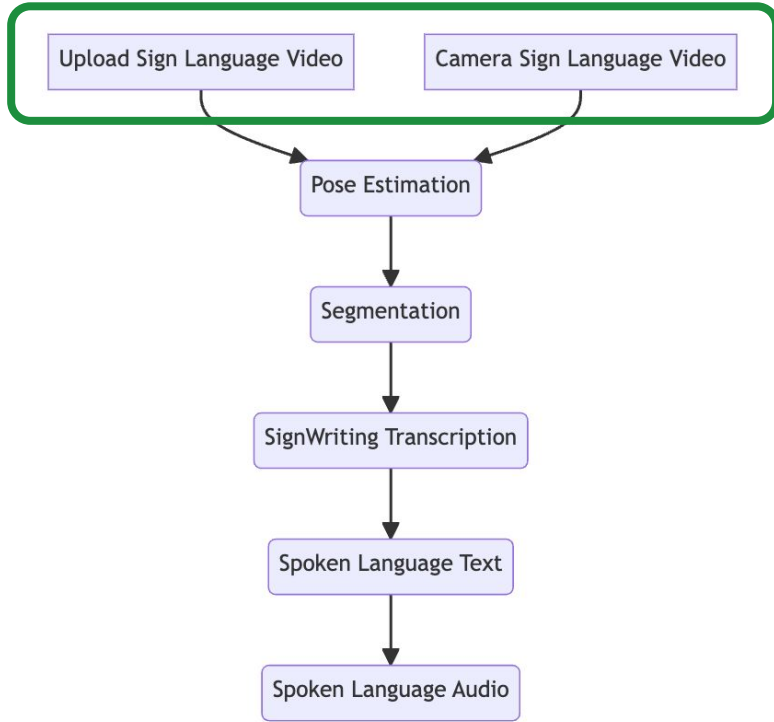 Upload Sign Language Video
Camera Sign Language Video
Pose Estimation
Segmentation
SignWriting Transcription
Spoken Language Text
Spoken Language Audio